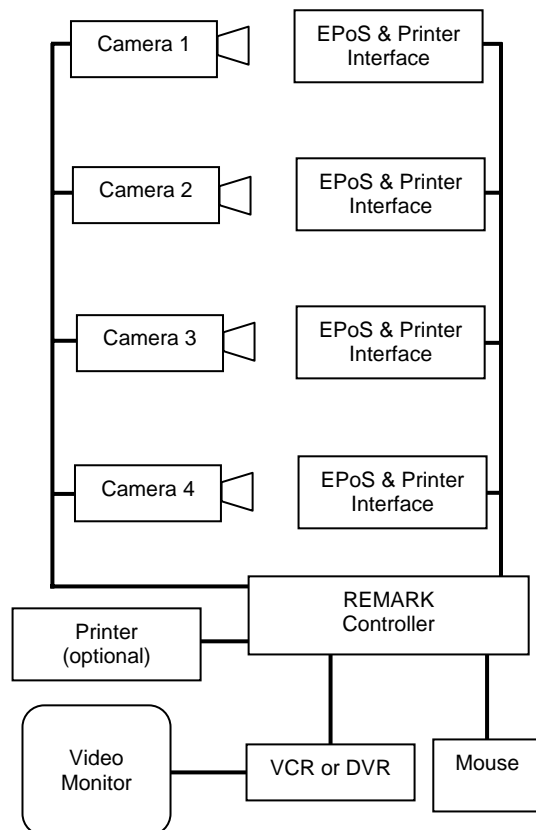 Camera 1
EPoS & Printer
Interface
Camera 2
EPoS & Printer
Interface
Camera 3
EPoS & Printer
Interface
Camera 4
EPoS & Printer
Interface
REMARK
Controller
Printer
(optional)
Video
Monitor
VCR or DVR
Mouse